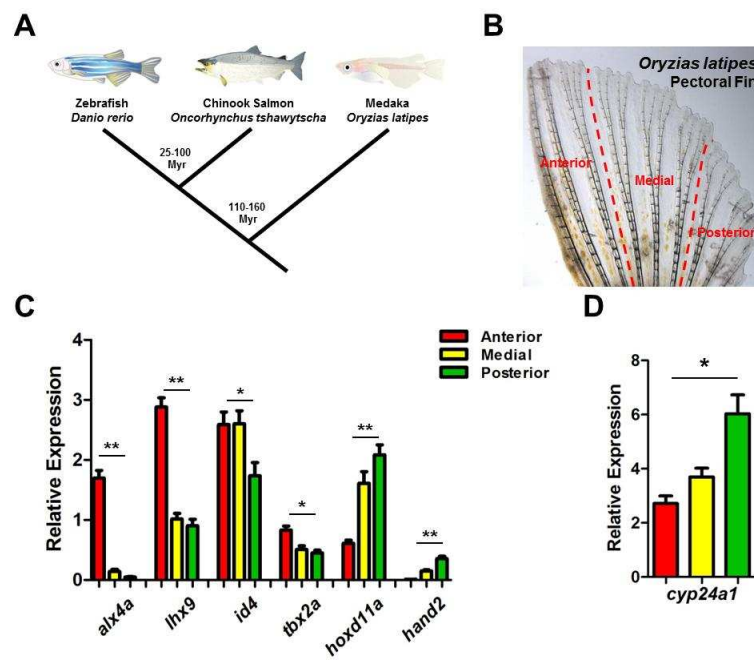 A
Zebrafish
Danio rerio
Chinook Salmon
Oncorhynchus tshawytscha
Medaka
Oryzias latipes
25-100
Myr
110-160
Myr
B
Oryzias latipes
Pectoral Fin
Anterior
Medial
Posterior
C
Relative Expression
4
3
2
1
0
**
**
*
*
**
**
alx4a
lhx9
id4
tbx2a
hoxd11a
hand2
Anterior
Medial
Posterior
D
Relative Expression
8
6
4
2
0
*
cyp24a1